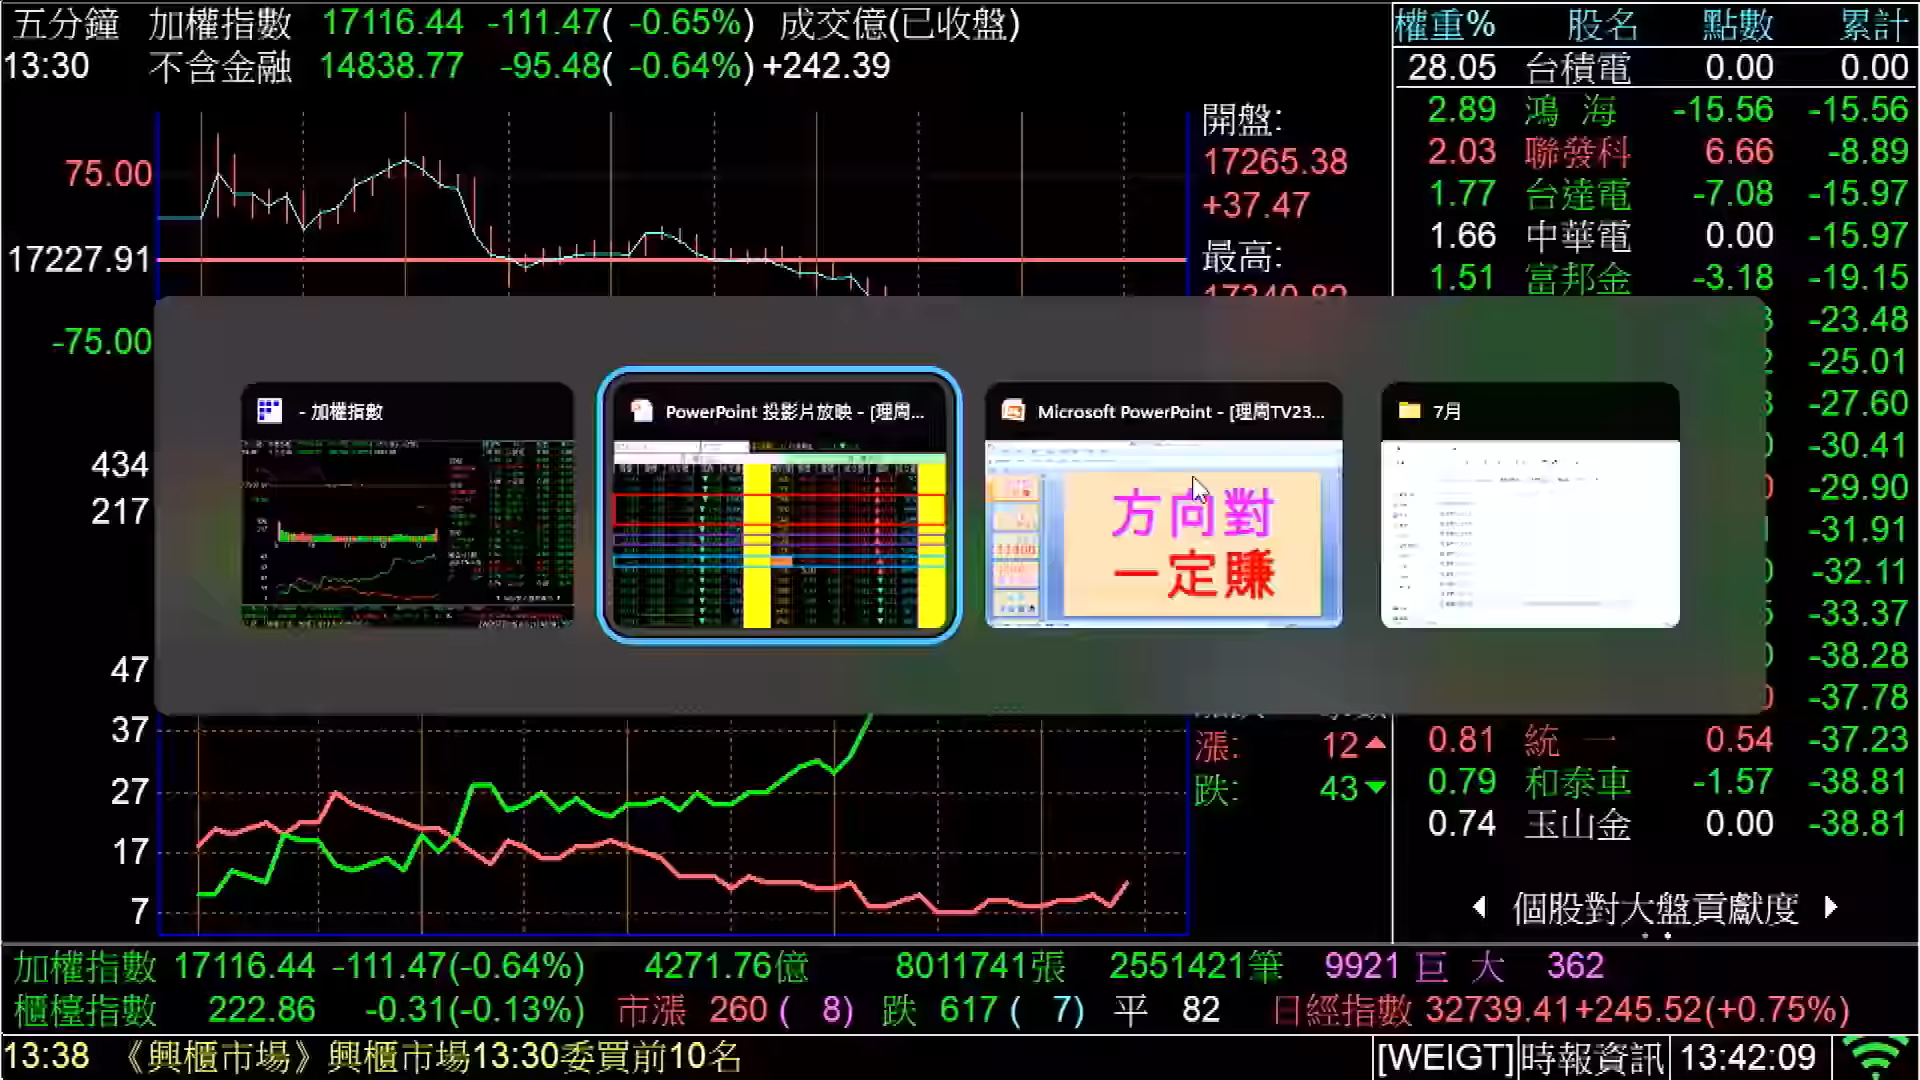 五分鐘 加權指數 17116.44 -111.47( -0.65%) 成交億(已收盤)
13:30 不含金融 14838.77 -95.48( -0.64%) +242.39
權重% 股名 點數 累計
28.05 台積電 0.00 0.00
2.89 鴻 海 -15.56 -15.56
2.03 聯發科 6.66 -8.89
1.77 台達電 -7.08 -15.97
1.66 中華電 0.00 -15.97
1.51 富邦金 -3.18 -19.15
-23.48
-25.01
-27.60
-30.41
-29.90
-31.91
-32.11
-33.37
-38.28
-37.78
0.81 統 一 0.54 -37.23
0.79 和泰車 -1.57 -38.81
0.74 玉山金 0.00 -38.81
個股對大盤貢獻度
75.00
17227.91
-75.00
434
217
47
37
27
17
7
開盤:
17265.38
+37.47
最高:
17340.82
- 加權指數
PowerPoint 投影片放映 - [理周...
Microsoft PowerPoint - [理周TV23...
7月
方向對
一定賺
漲: 12
跌: 43
加權指數 17116.44 -111.47(-0.64%) 4271.76億 8011741張 2551421筆 9921 巨 大 362
櫃檯指數 222.86 -0.31(-0.13%) 市漲 260 ( 8) 跌 617 ( 7) 平 82 日經指數 32739.41+245.52(+0.75%)
13:38 《興櫃市場》興櫃市場13:30委買前10名 [WEIGT] 時報資訊 13:42:09